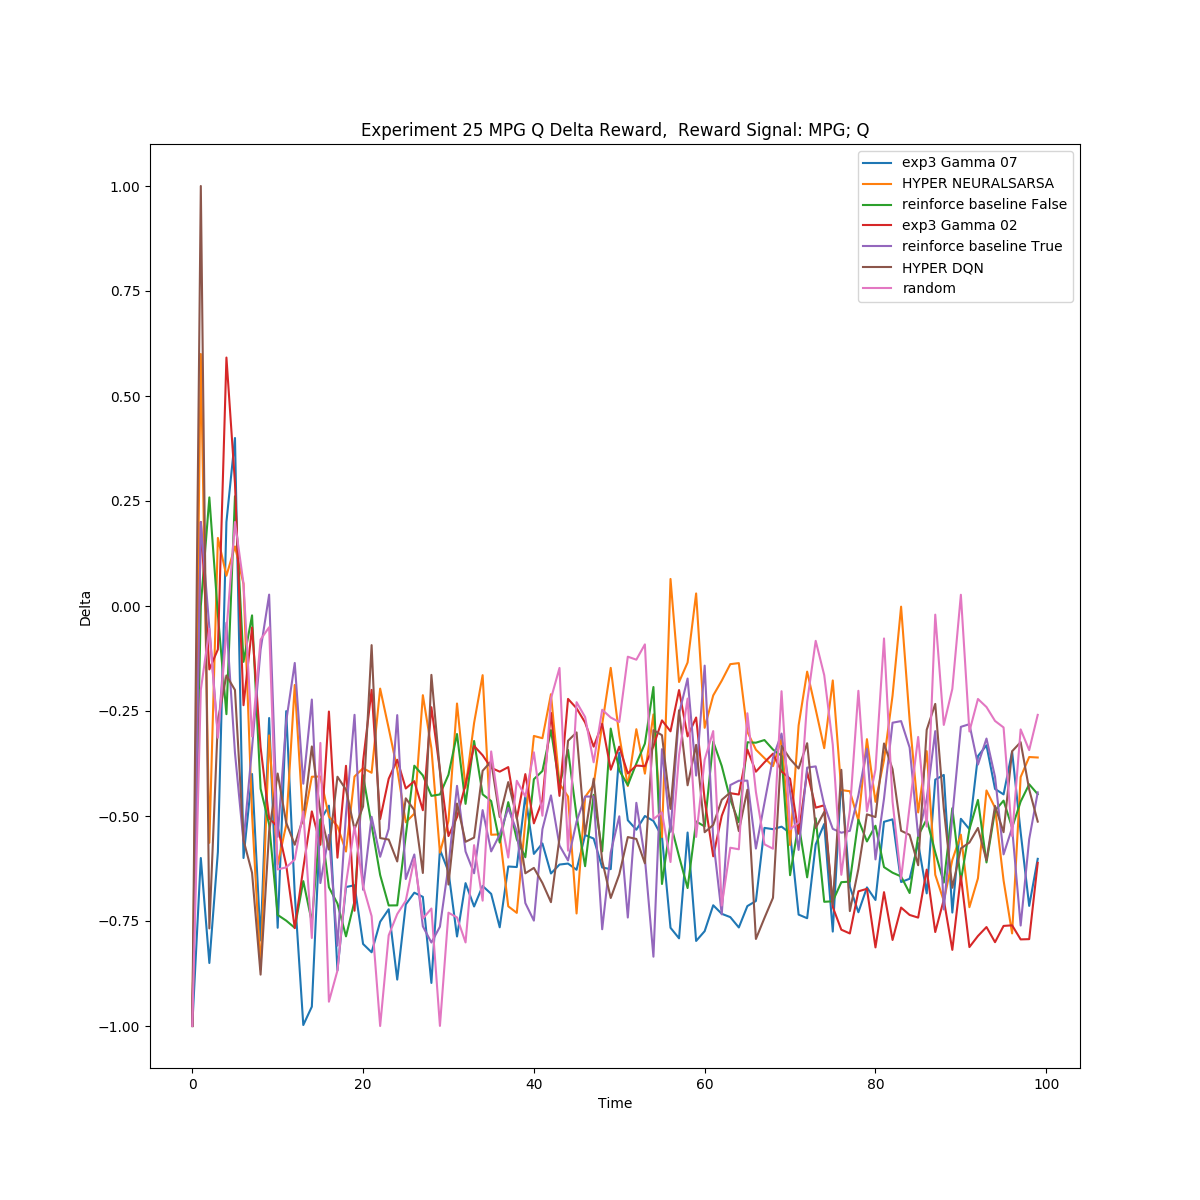 Experiment 25 MPG Q Delta Reward,  Reward Signal: MPG; Q
exp3 Gamma 07
HYPER NEURALSARSA
reinforce baseline False
exp3 Gamma 02
reinforce baseline True
HYPER DQN
random
1.00
0.75
0.50
0.25
0.00
−0.25
−0.50
−0.75
−1.00
Delta
0 20 40 60 80 100
Time